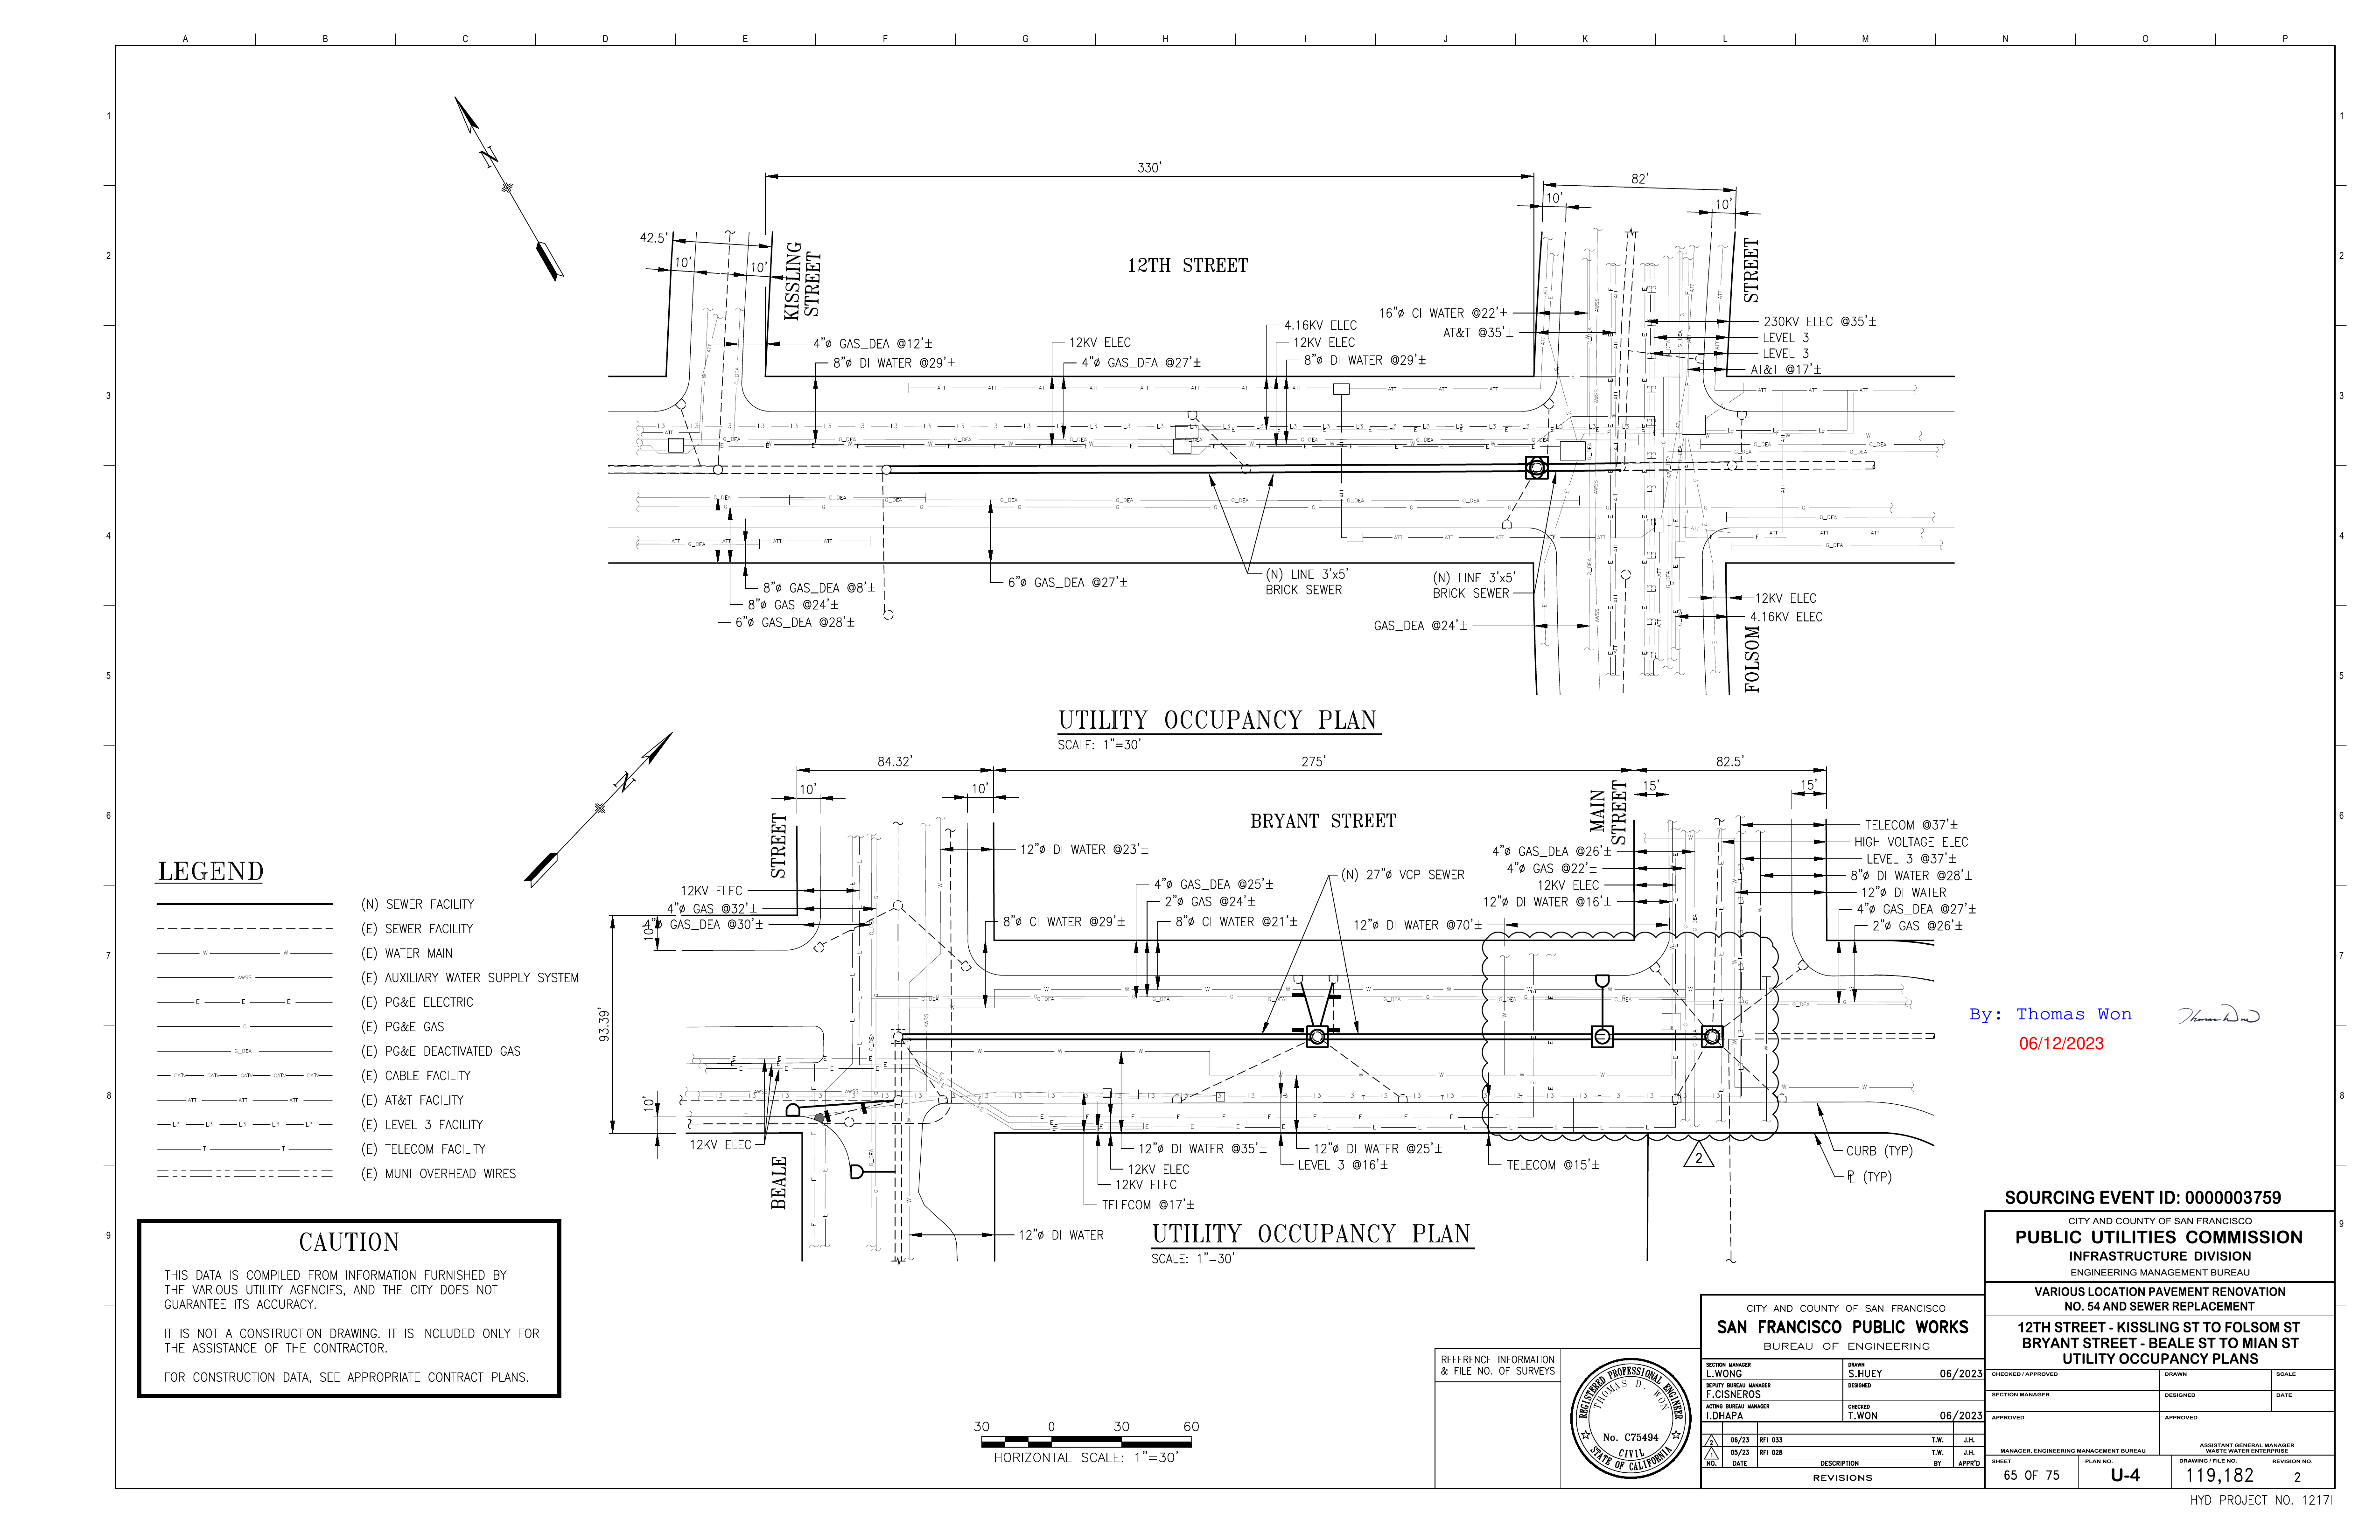 A B C D E F G H I J K L M N O P
1
2
3
4
5
6
7
8
9
N
330'
82'
10'
10'
42.5'
10'
10'
KISSLING
STREET
12TH STREET
STREET
FOLSOM
16"ø CI WATER @22'±
AT&T @35'±
4.16KV ELEC
12KV ELEC
8"ø DI WATER @29'±
12KV ELEC
4"ø GAS_DEA @27'±
4"ø GAS_DEA @12'±
8"ø DI WATER @29'±
230KV ELEC @35'±
LEVEL 3
LEVEL 3
AT&T @17'±
8"ø GAS_DEA @8'±
8"ø GAS @24'±
6"ø GAS_DEA @28'±
6"ø GAS_DEA @27'±
(N) LINE 3'x5'
BRICK SEWER
(N) LINE 3'x5'
BRICK SEWER
GAS_DEA @24'±
12KV ELEC
4.16KV ELEC
UTILITY OCCUPANCY PLAN
SCALE: 1"=30'
N
84.32'
275'
82.5'
10'
10'
15'
15'
STREET
BEALE
BRYANT STREET
MAIN
STREET
12"ø DI WATER @23'±
12KV ELEC
4"ø GAS @32'±
4"ø GAS_DEA @30'±
10'
93.39'
10'
4"ø GAS_DEA @25'±
2"ø GAS @24'±
8"ø CI WATER @29'±
8"ø CI WATER @21'±
(N) 27"ø VCP SEWER
4"ø GAS_DEA @26'±
4"ø GAS @22'±
12KV ELEC
12"ø DI WATER @16'±
12"ø DI WATER @70'±
TELECOM @37'±
HIGH VOLTAGE ELEC
LEVEL 3 @37'±
8"ø DI WATER @28'±
12"ø DI WATER
4"ø GAS_DEA @27'±
2"ø GAS @26'±
12KV ELEC
12"ø DI WATER @35'±
12KV ELEC
12KV ELEC
TELECOM @17'±
12"ø DI WATER @25'±
LEVEL 3 @16'±
TELECOM @15'±
2
CURB (TYP)
PL (TYP)
12"ø DI WATER
UTILITY OCCUPANCY PLAN
SCALE: 1"=30'
LEGEND
(N) SEWER FACILITY
(E) SEWER FACILITY
W W (E) WATER MAIN
AWSS (E) AUXILIARY WATER SUPPLY SYSTEM
E E E (E) PG&E ELECTRIC
G (E) PG&E GAS
G_DEA (E) PG&E DEACTIVATED GAS
CATV CATV CATV CATV CATV (E) CABLE FACILITY
ATT ATT ATT (E) AT&T FACILITY
L3 L3 L3 L3 (E) LEVEL 3 FACILITY
T T (E) TELECOM FACILITY
(E) MUNI OVERHEAD WIRES
CAUTION
THIS DATA IS COMPILED FROM INFORMATION FURNISHED BY
THE VARIOUS UTILITY AGENCIES, AND THE CITY DOES NOT
GUARANTEE ITS ACCURACY.
IT IS NOT A CONSTRUCTION DRAWING. IT IS INCLUDED ONLY FOR
THE ASSISTANCE OF THE CONTRACTOR.
FOR CONSTRUCTION DATA, SEE APPROPRIATE CONTRACT PLANS.
30 0 30 60
HORIZONTAL SCALE: 1"=30'
By: Thomas Won
06/12/2023
SOURCING EVENT ID: 0000003759
CITY AND COUNTY OF SAN FRANCISCO
PUBLIC UTILITIES COMMISSION
INFRASTRUCTURE DIVISION
ENGINEERING MANAGEMENT BUREAU
VARIOUS LOCATION PAVEMENT RENOVATION
NO. 54 AND SEWER REPLACEMENT
12TH STREET - KISSLING ST TO FOLSOM ST
BRYANT STREET - BEALE ST TO MIAN ST
UTILITY OCCUPANCY PLANS
CHECKED / APPROVED DRAWN SCALE
SECTION MANAGER DESIGNED DATE
APPROVED APPROVED
MANAGER, ENGINEERING MANAGEMENT BUREAU
ASSISTANT GENERAL MANAGER
WASTE WATER ENTERPRISE
SHEET PLAN NO. DRAWING / FILE NO. REVISION NO.
65 OF 75 U-4 119,182 2
HYD PROJECT NO. 1217I
REFERENCE INFORMATION
& FILE NO. OF SURVEYS
REGISTERED PROFESSIONAL ENGINEER
THOMAS D. WON
No. C75494
CIVIL
STATE OF CALIFORNIA
CITY AND COUNTY OF SAN FRANCISCO
SAN FRANCISCO PUBLIC WORKS
BUREAU OF ENGINEERING
SECTION MANAGER DRAWN
L.WONG S.HUEY 06/2023
DEPUTY BUREAU MANAGER DESIGNED
F.CISNEROS
ACTING BUREAU MANAGER CHECKED
I.DHAPA T.WON 06/2023
2 06/23 RFI 033 T.W. J.H.
1 05/23 RFI 028 T.W. J.H.
NO. DATE DESCRIPTION BY APPR'D
REVISIONS